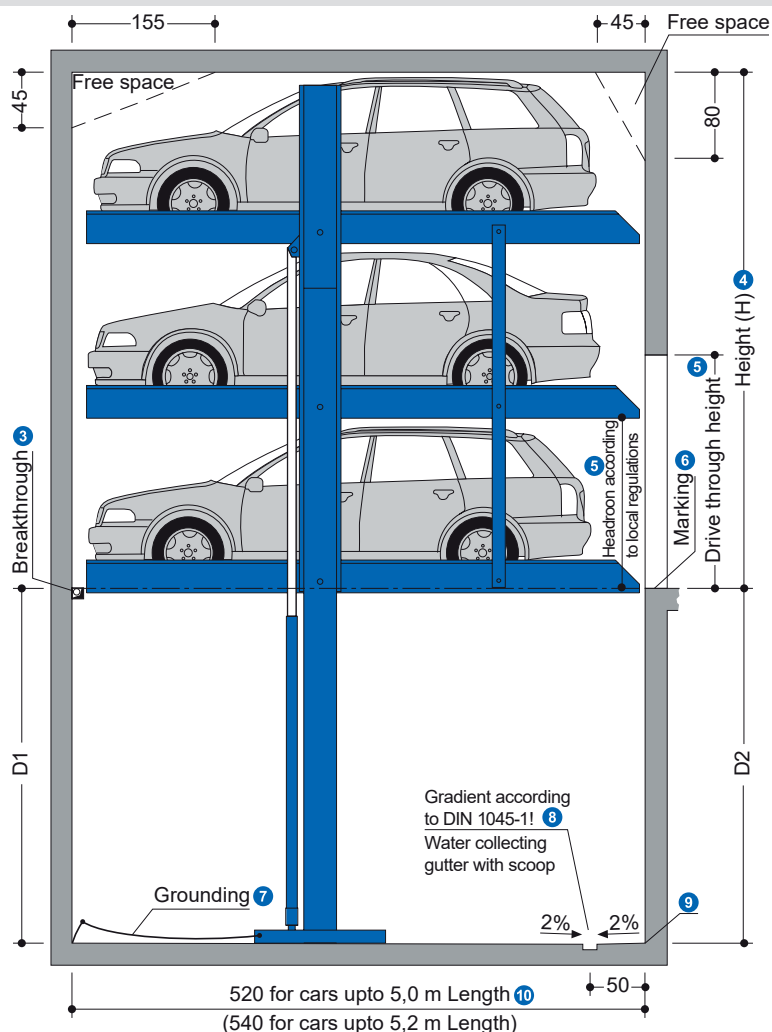 155
45
Free space
Free space
45
80
Height (H) 4
5
Drive through height
Marking 6
5
Headroon according
to local regulations
3
Breakthrough
D1
D2
Gradient according
to DIN 1045-1! 8
Water collecting
gutter with scoop
Grounding 7
9
2% 2%
50
520 for cars upto 5,0 m Length 10
(540 for cars upto 5,2 m Length)